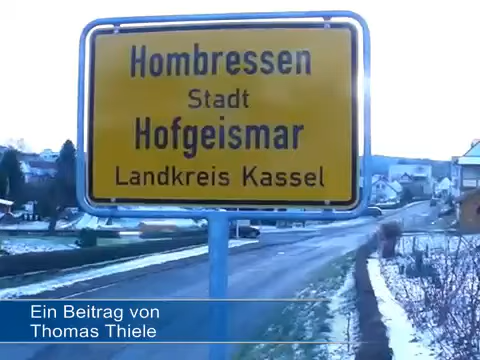 Hombressen
Stadt
Hofgeismar
Landkreis Kassel
Ein Beitrag von
Thomas Thiele